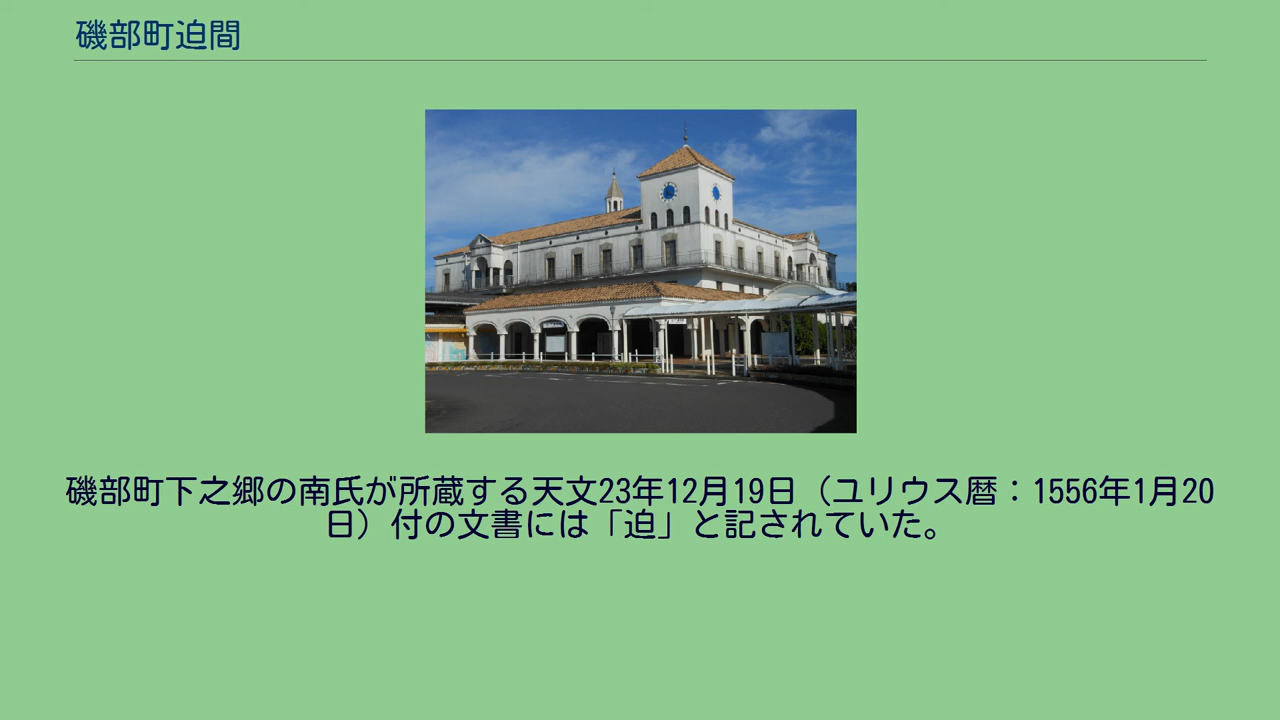 磯部町迫間
磯部町下之郷の南氏が所蔵する天文23年12月19日（ユリウス暦：1556年1月20
日）付の文書には「迫」と記されていた。